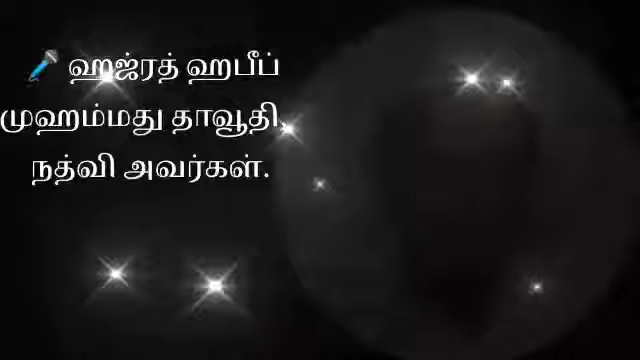 🎤 ஹஜ்ரத் ஹபீப்
முஹம்மது தாவூதி,
நத்வி அவர்கள்.